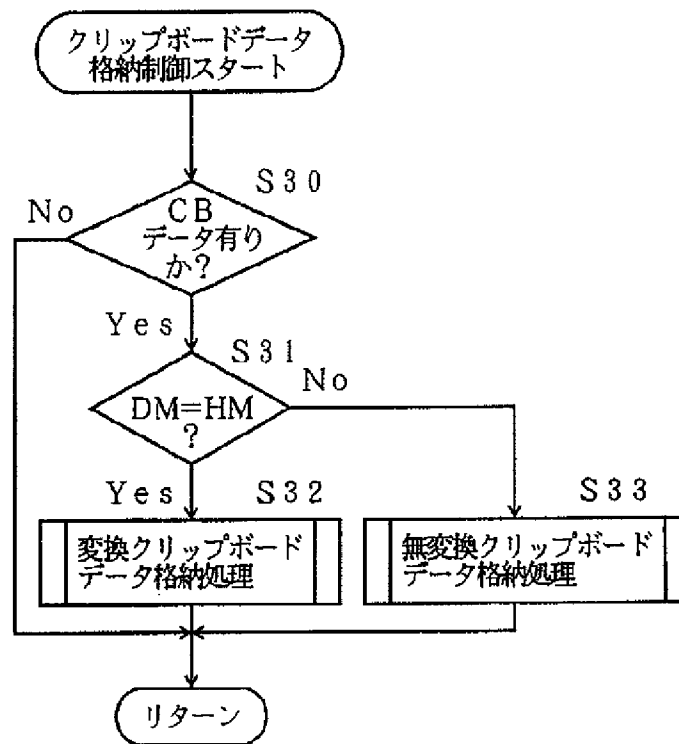 クリップボードデータ
格納制御スタート
S30
No
CB
データ有り
か?
Yes
S31
No
DM=HM
?
Yes
S32
S33
変換クリップボード
データ格納処理
無変換クリップボード
データ格納処理
リターン